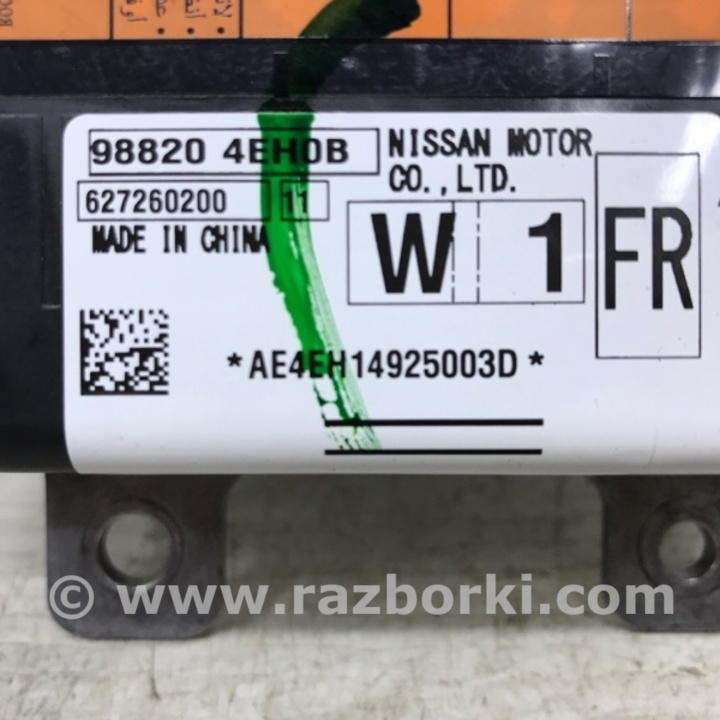 98820 4EH0B
NISSAN MOTOR
CO.,LTD.
627260200 11
MADE IN CHINA
W 1
FR
*AE4EH14925003D*
© www.razborki.com